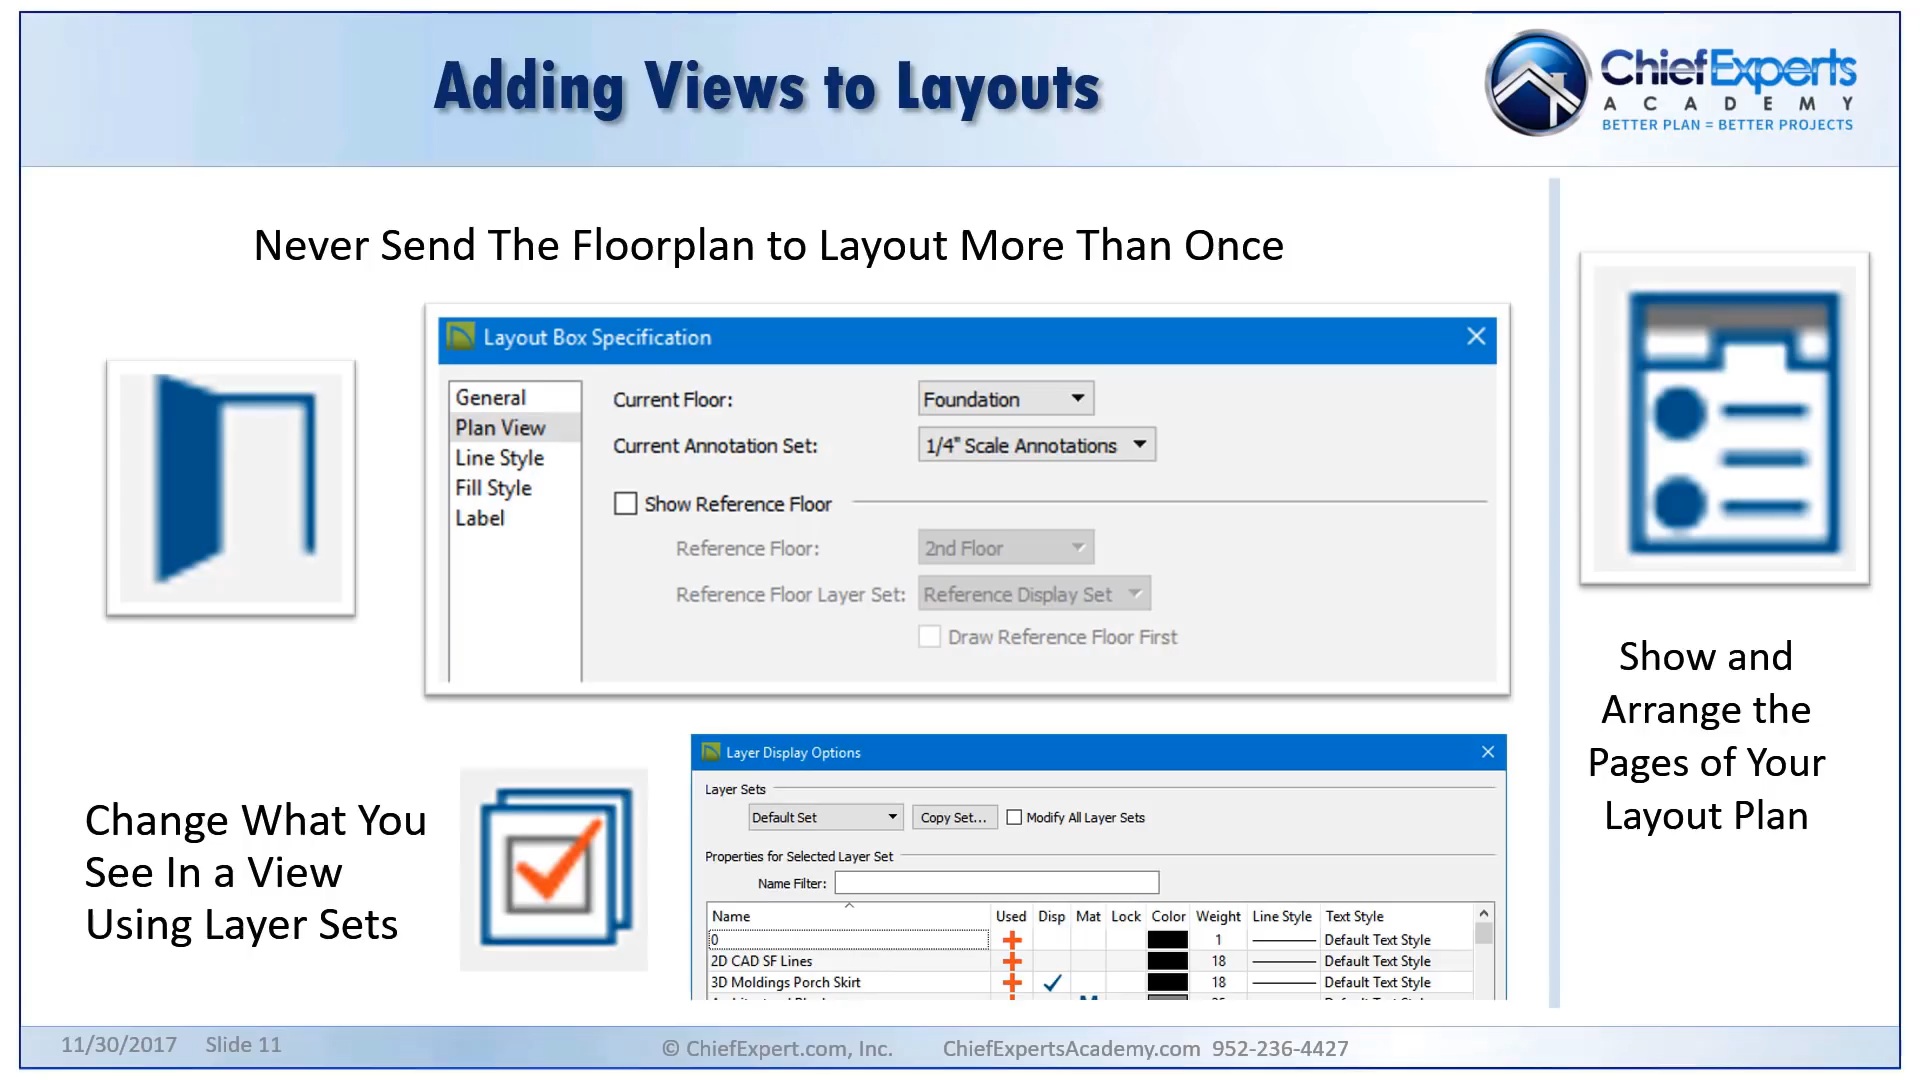 Adding Views to Layouts
ChiefExperts
ACADEMY
BETTER PLAN = BETTER PROJECTS
Never Send The Floorplan to Layout More Than Once
Layout Box Specification
General
Plan View
Line Style
Fill Style
Label
Current Floor: Foundation
Current Annotation Set: 1/4" Scale Annotations
Show Reference Floor
Reference Floor: 2nd Floor
Reference Floor Layer Set: Reference Display Set
Draw Reference Floor First
Show and
Arrange the
Pages of Your
Layout Plan
Change What You
See In a View
Using Layer Sets
Layer Display Options
Layer Sets
Default Set Copy Set... Modify All Layer Sets
Properties for Selected Layer Set
Name Filter:
Name Used Disp Mat Lock Color Weight Line Style Text Style
0 1 Default Text Style
2D CAD SF Lines 18 Default Text Style
3D Moldings Porch Skirt 18 Default Text Style
11/30/2017 Slide 11
© ChiefExpert.com, Inc. ChiefExpertsAcademy.com 952-236-4427